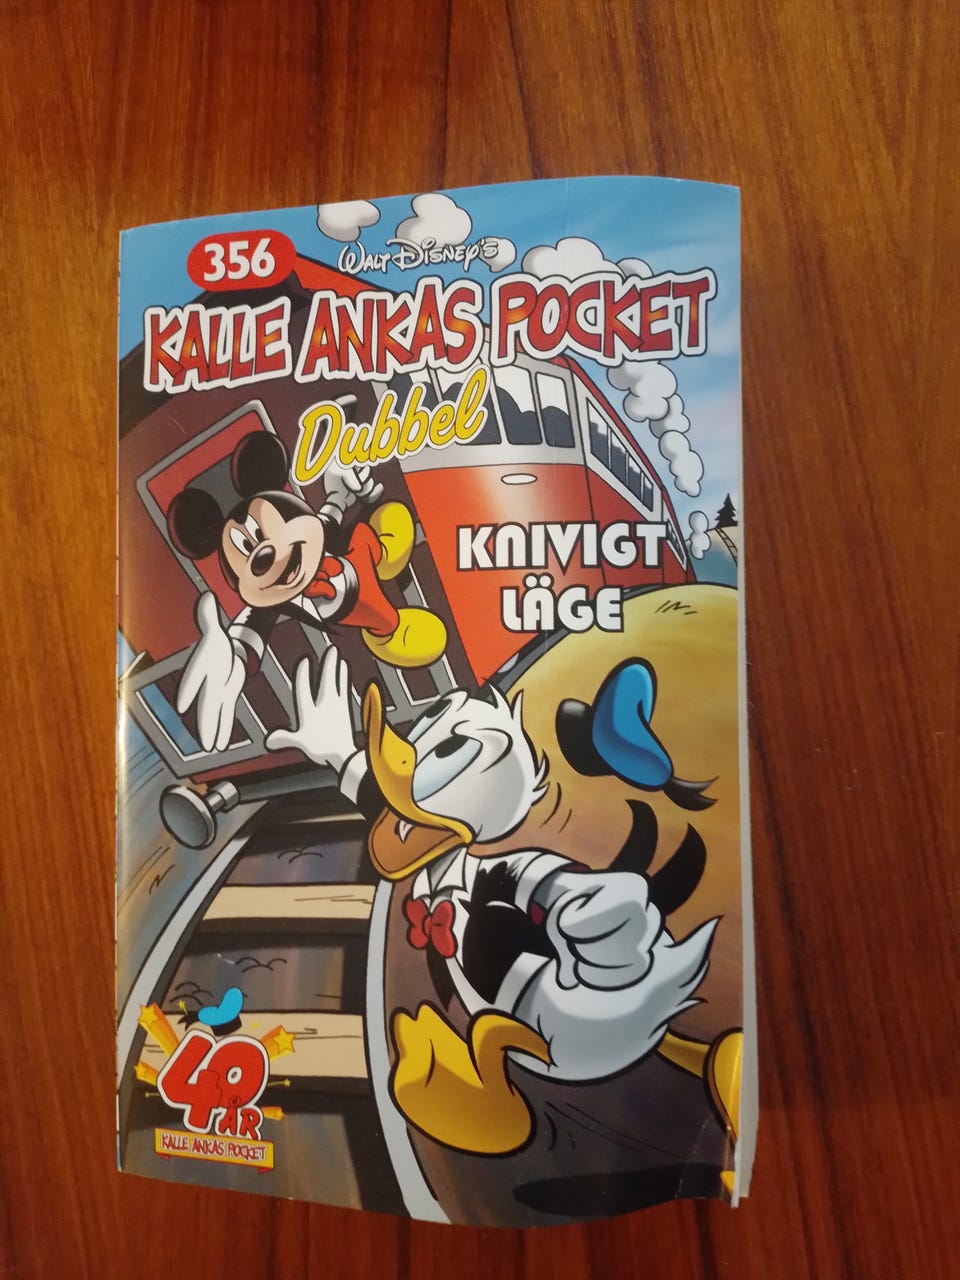 356
WALT DISNEY'S
KALLE ANKAS POCKET
Dubbel
KNIVIGT
LÄGE
40
ÅR
KALLE ANKAS POCKET